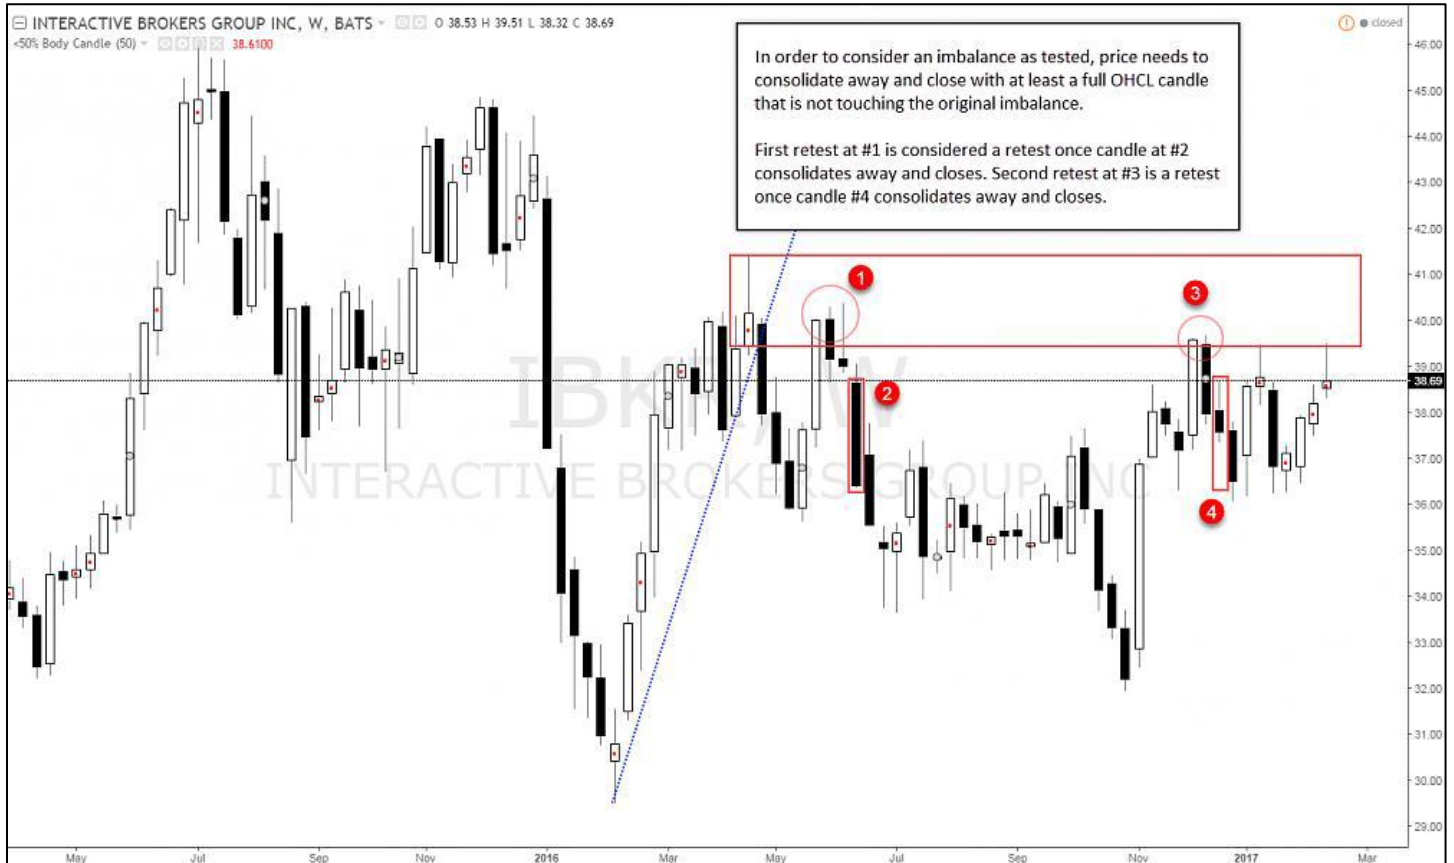 INTERACTIVE BROKERS GROUP INC, W, BATS O 38.53 H 39.51 L 38.32 C 38.69
closed
<50% Body Candle (50) 38.6100
In order to consider an imbalance as tested, price needs to
consolidate away and close with at least a full OHCL candle
that is not touching the original imbalance.
First retest at #1 is considered a retest once candle at #2
consolidates away and closes. Second retest at #3 is a retest
once candle #4 consolidates away and closes.
46.00
45.00
44.00
43.00
42.00
41.00
40.00
39.00
38.69
38.00
37.00
36.00
35.00
34.00
33.00
32.00
31.00
30.00
29.00
1
3
2
4
IBKR, W
INTERACTIVE BROKERS GROUP INC
May Jul Sep Nov 2016 Mar May Jul Sep Nov 2017 Mar